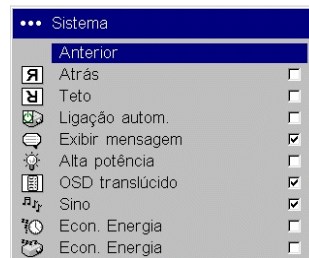 ••• Sistema
Anterior
Atrás
Teto
Ligação autom.
Exibir mensagem
Alta potência
OSD translúcido
Sino
Econ. Energia
Econ. Energia